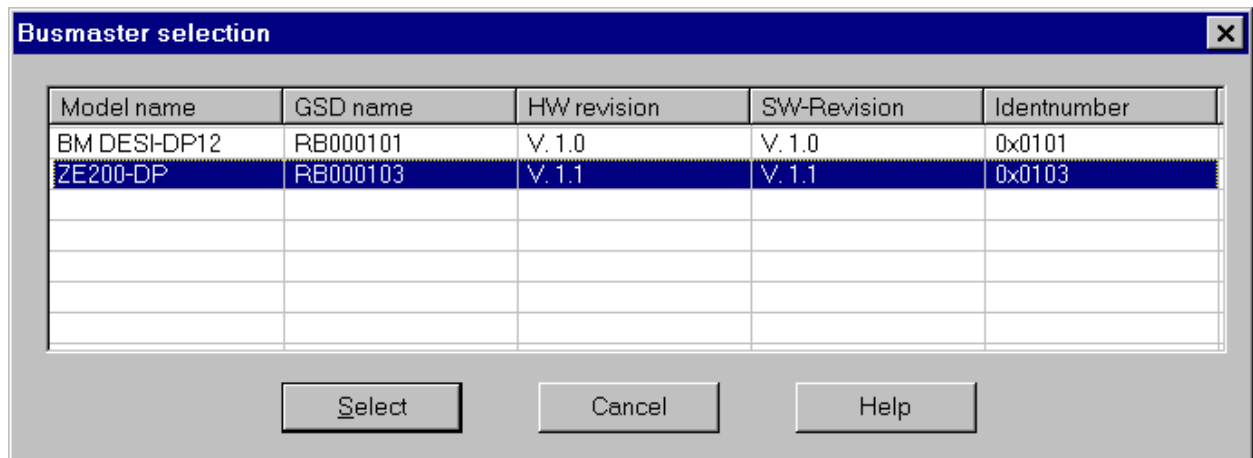 Busmaster selection
Model name GSD name HW revision SW-Revision Identnumber
BM DESI-DP12 RB000101 V. 1.0 V. 1.0 0x0101
ZE200-DP RB000103 V. 1.1 V. 1.1 0x0103
Select Cancel Help